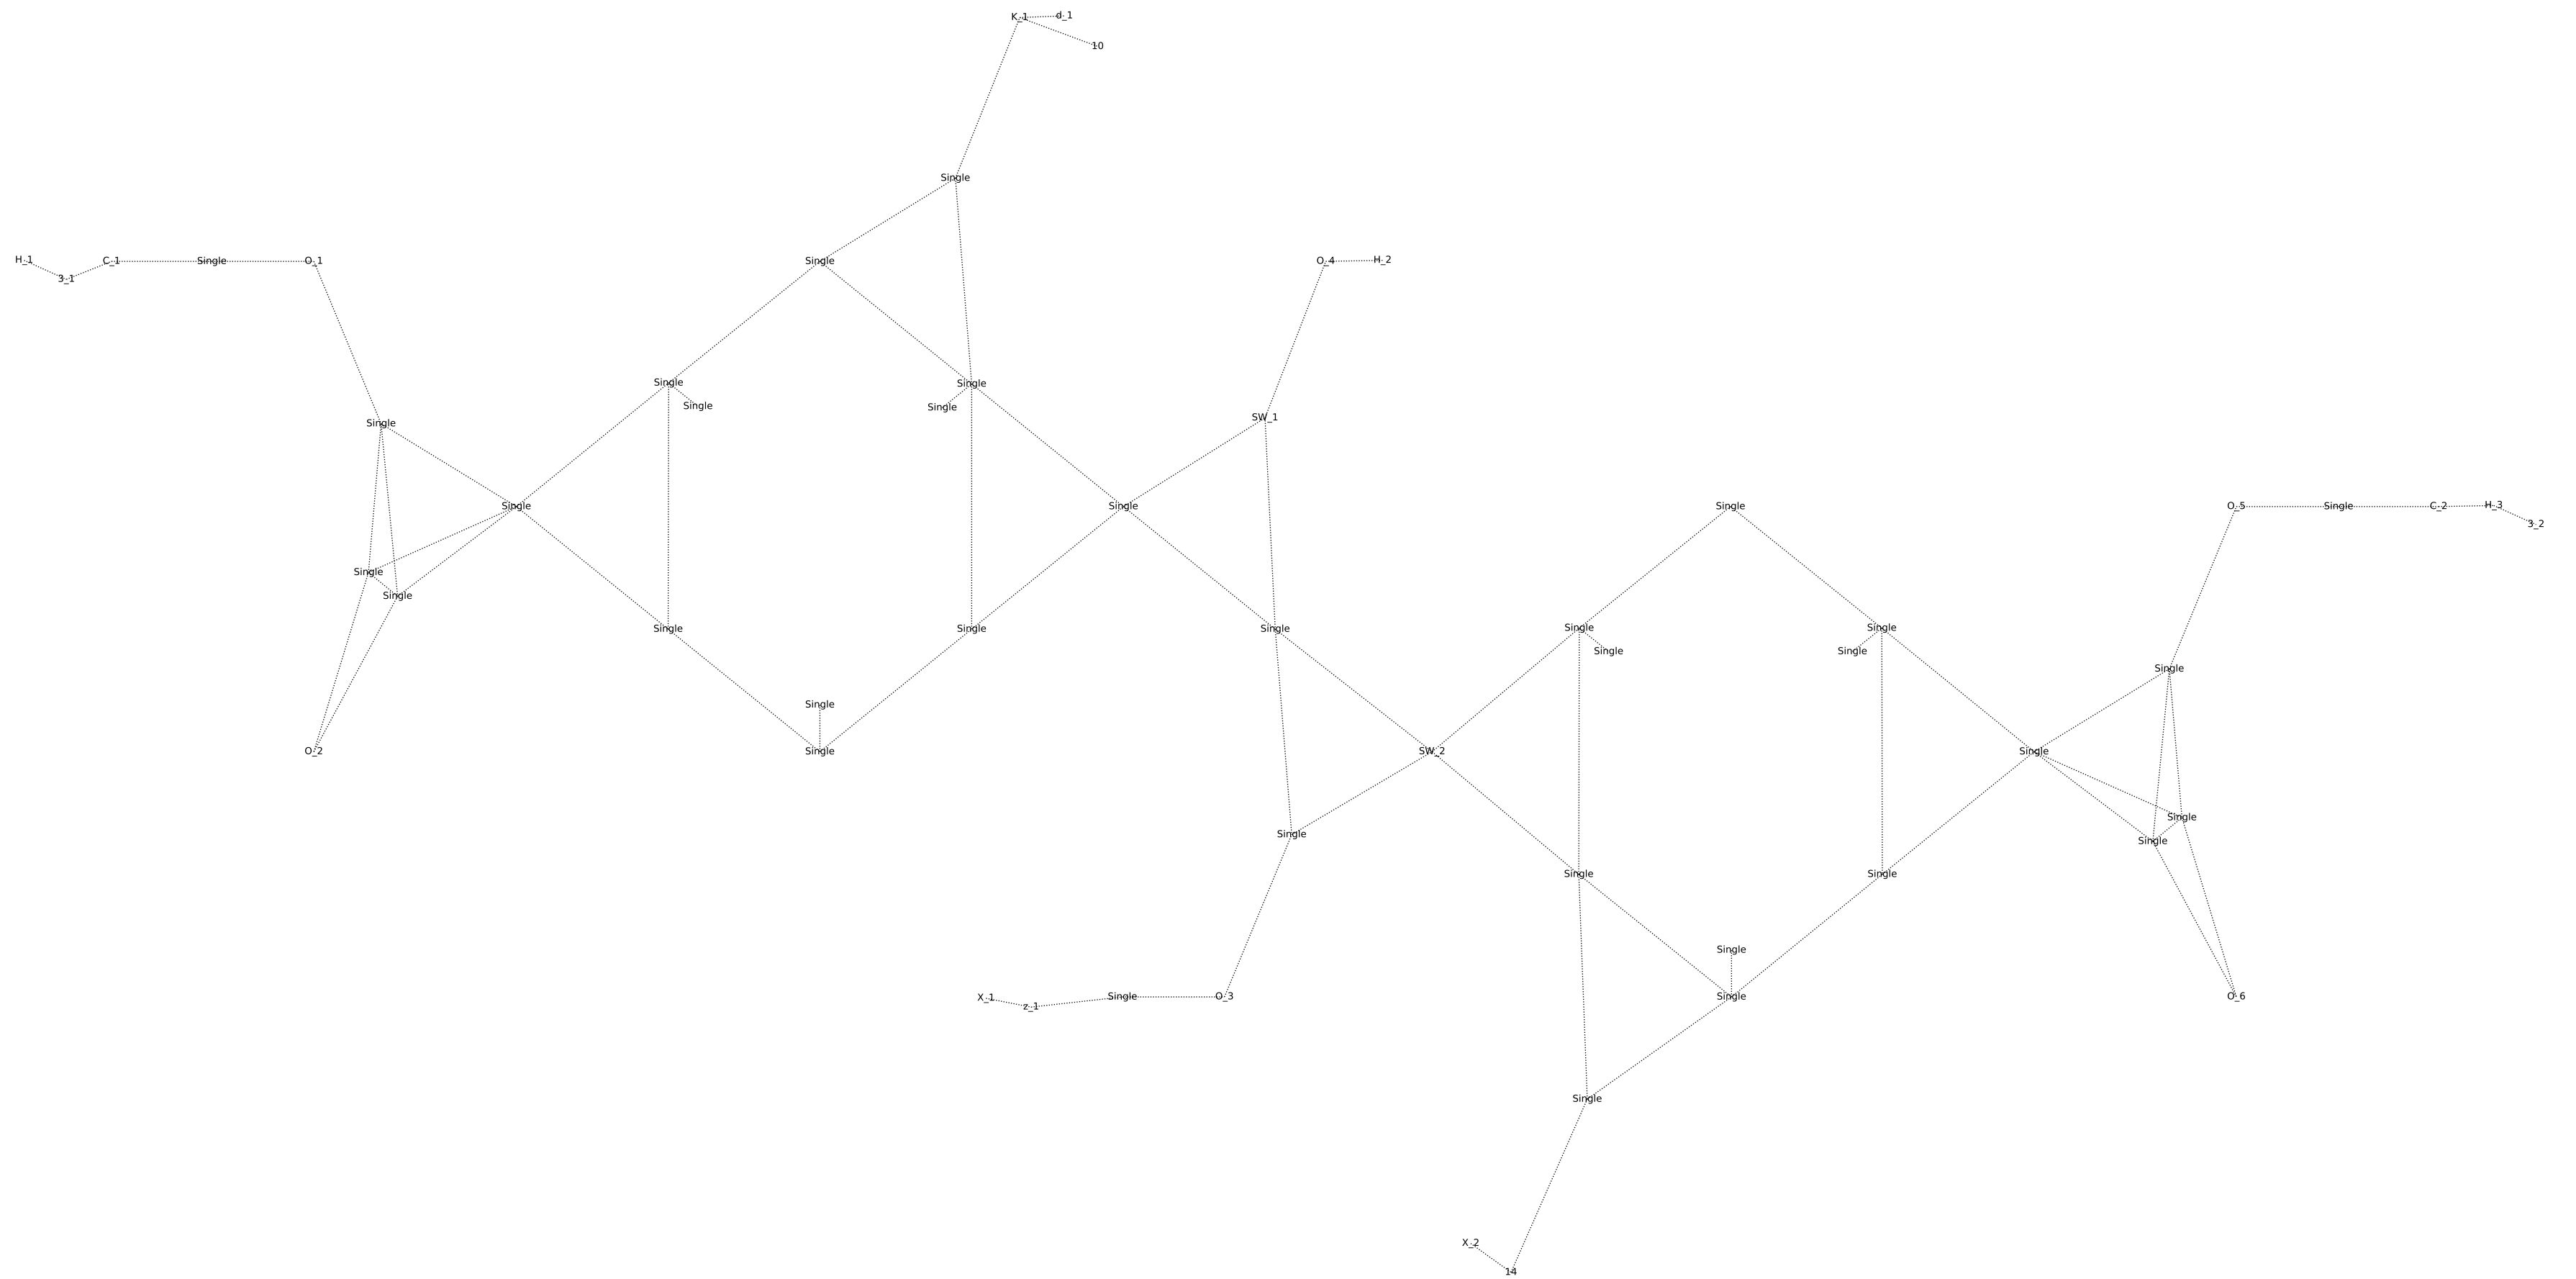 K_1 d_1
10
Single
H_1 3_1 C_1 Single O_1 Single O_4 H_2
Single Single
Single Single
Single SW_1
Single Single Single Single O_5 Single C_2 H_3 3_2
Single
Single
Single Single Single Single Single
Single Single
Single
Single
O_2 Single SW_2 Single
Single
Single
Single
Single Single
Single
X_1 z_1 Single O_3 Single O_6
Single
X_2
14